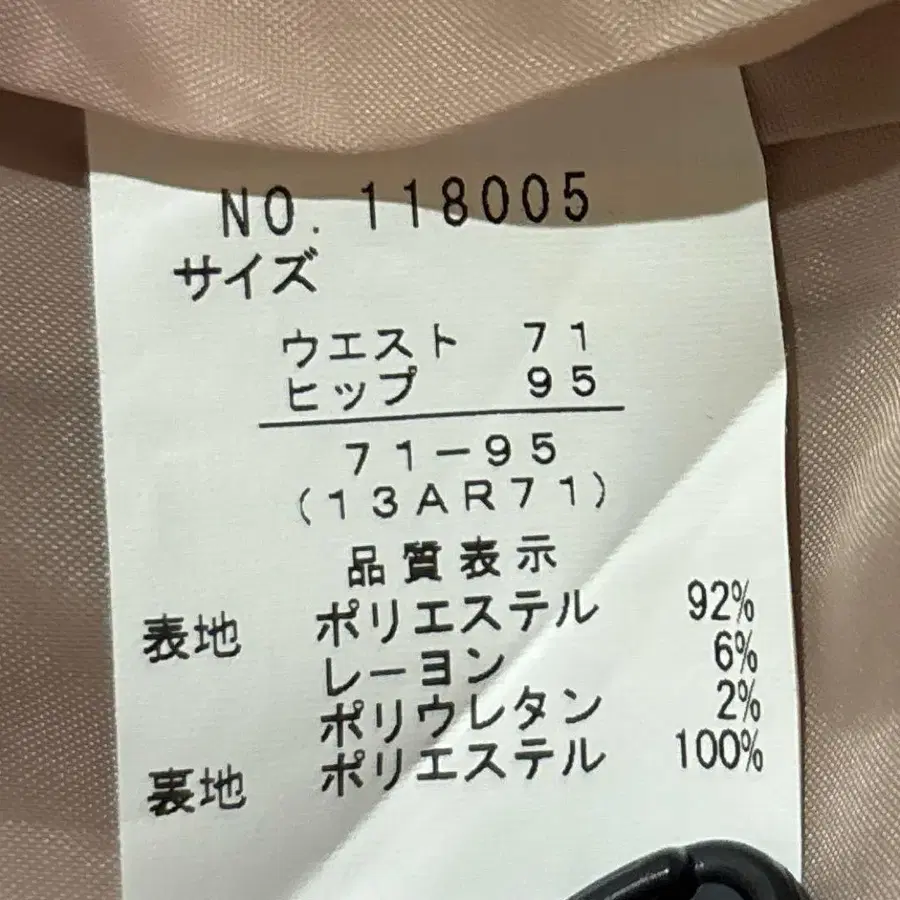 NO. 118005
サイズ
ウエスト 71
ヒップ 95
71-95
(13AR71)
品質表示
表地 ポリエステル 92%
レーヨン 6%
ポリウレタン 2%
裏地 ポリエステル 100%